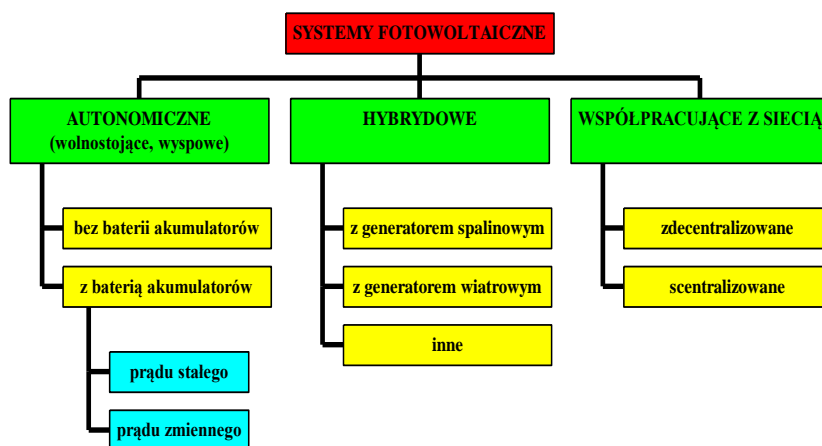 SYSTEMY FOTOWOLTAICZNE
AUTONOMICZNE
(wolnostojące, wyspowe)
bez baterii akumulatorów
z baterią akumulatorów
prądu stałego
prądu zmiennego
HYBRYDOWE
z generatorem spalinowym
z generatorem wiatrowym
inne
WSPÓŁPRACUJĄCE Z SIECIĄ
zdecentralizowane
scentralizowane